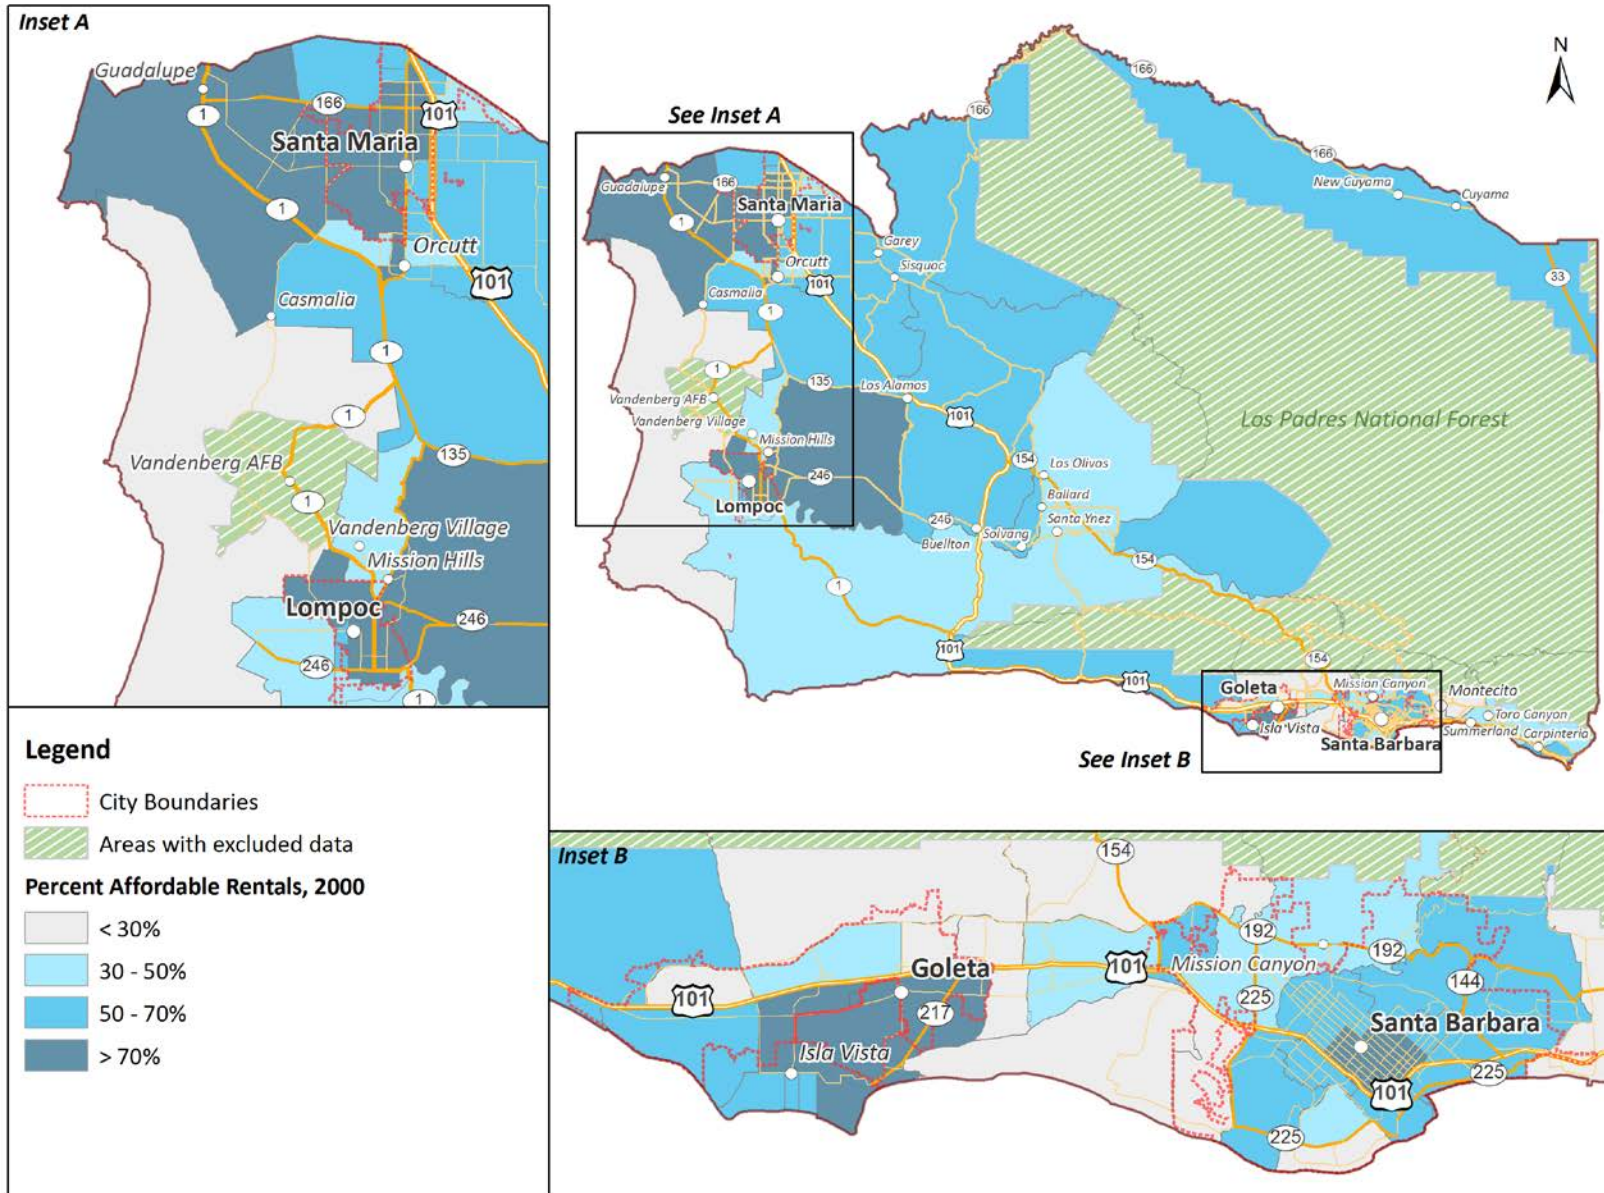 Inset A
Guadalupe
166
1
101
Santa Maria
1
Orcutt
101
Casmalia
1
1
135
Vandenberg AFB
1
Vandenberg Village
Mission Hills
Lompoc
246
246
1
N
See Inset A
166
166
166
New Cuyama
Cuyama
Guadalupe
166
Santa Maria
1
Garey
Orcutt
Sisquoc
33
101
Casmalia
1
1
135
Los Alamos
Vandenberg AFB
101
Los Padres National Forest
Vandenberg Village
Mission Hills
154
Los Olivos
246
Lompoc
Ballard
246
Santa Ynez
Buellton
Solvang
154
1
101
154
101
Goleta
Mission Canyon
Montecito
Isla Vista
Toro Canyon
Santa Barbara
Summerland
Carpinteria
See Inset B
Legend
City Boundaries
Areas with excluded data
Percent Affordable Rentals, 2000
< 30%
30 - 50%
50 - 70%
> 70%
Inset B
154
192
192
Goleta
101
Mission Canyon
101
225
144
217
Santa Barbara
Isla Vista
225
101
225